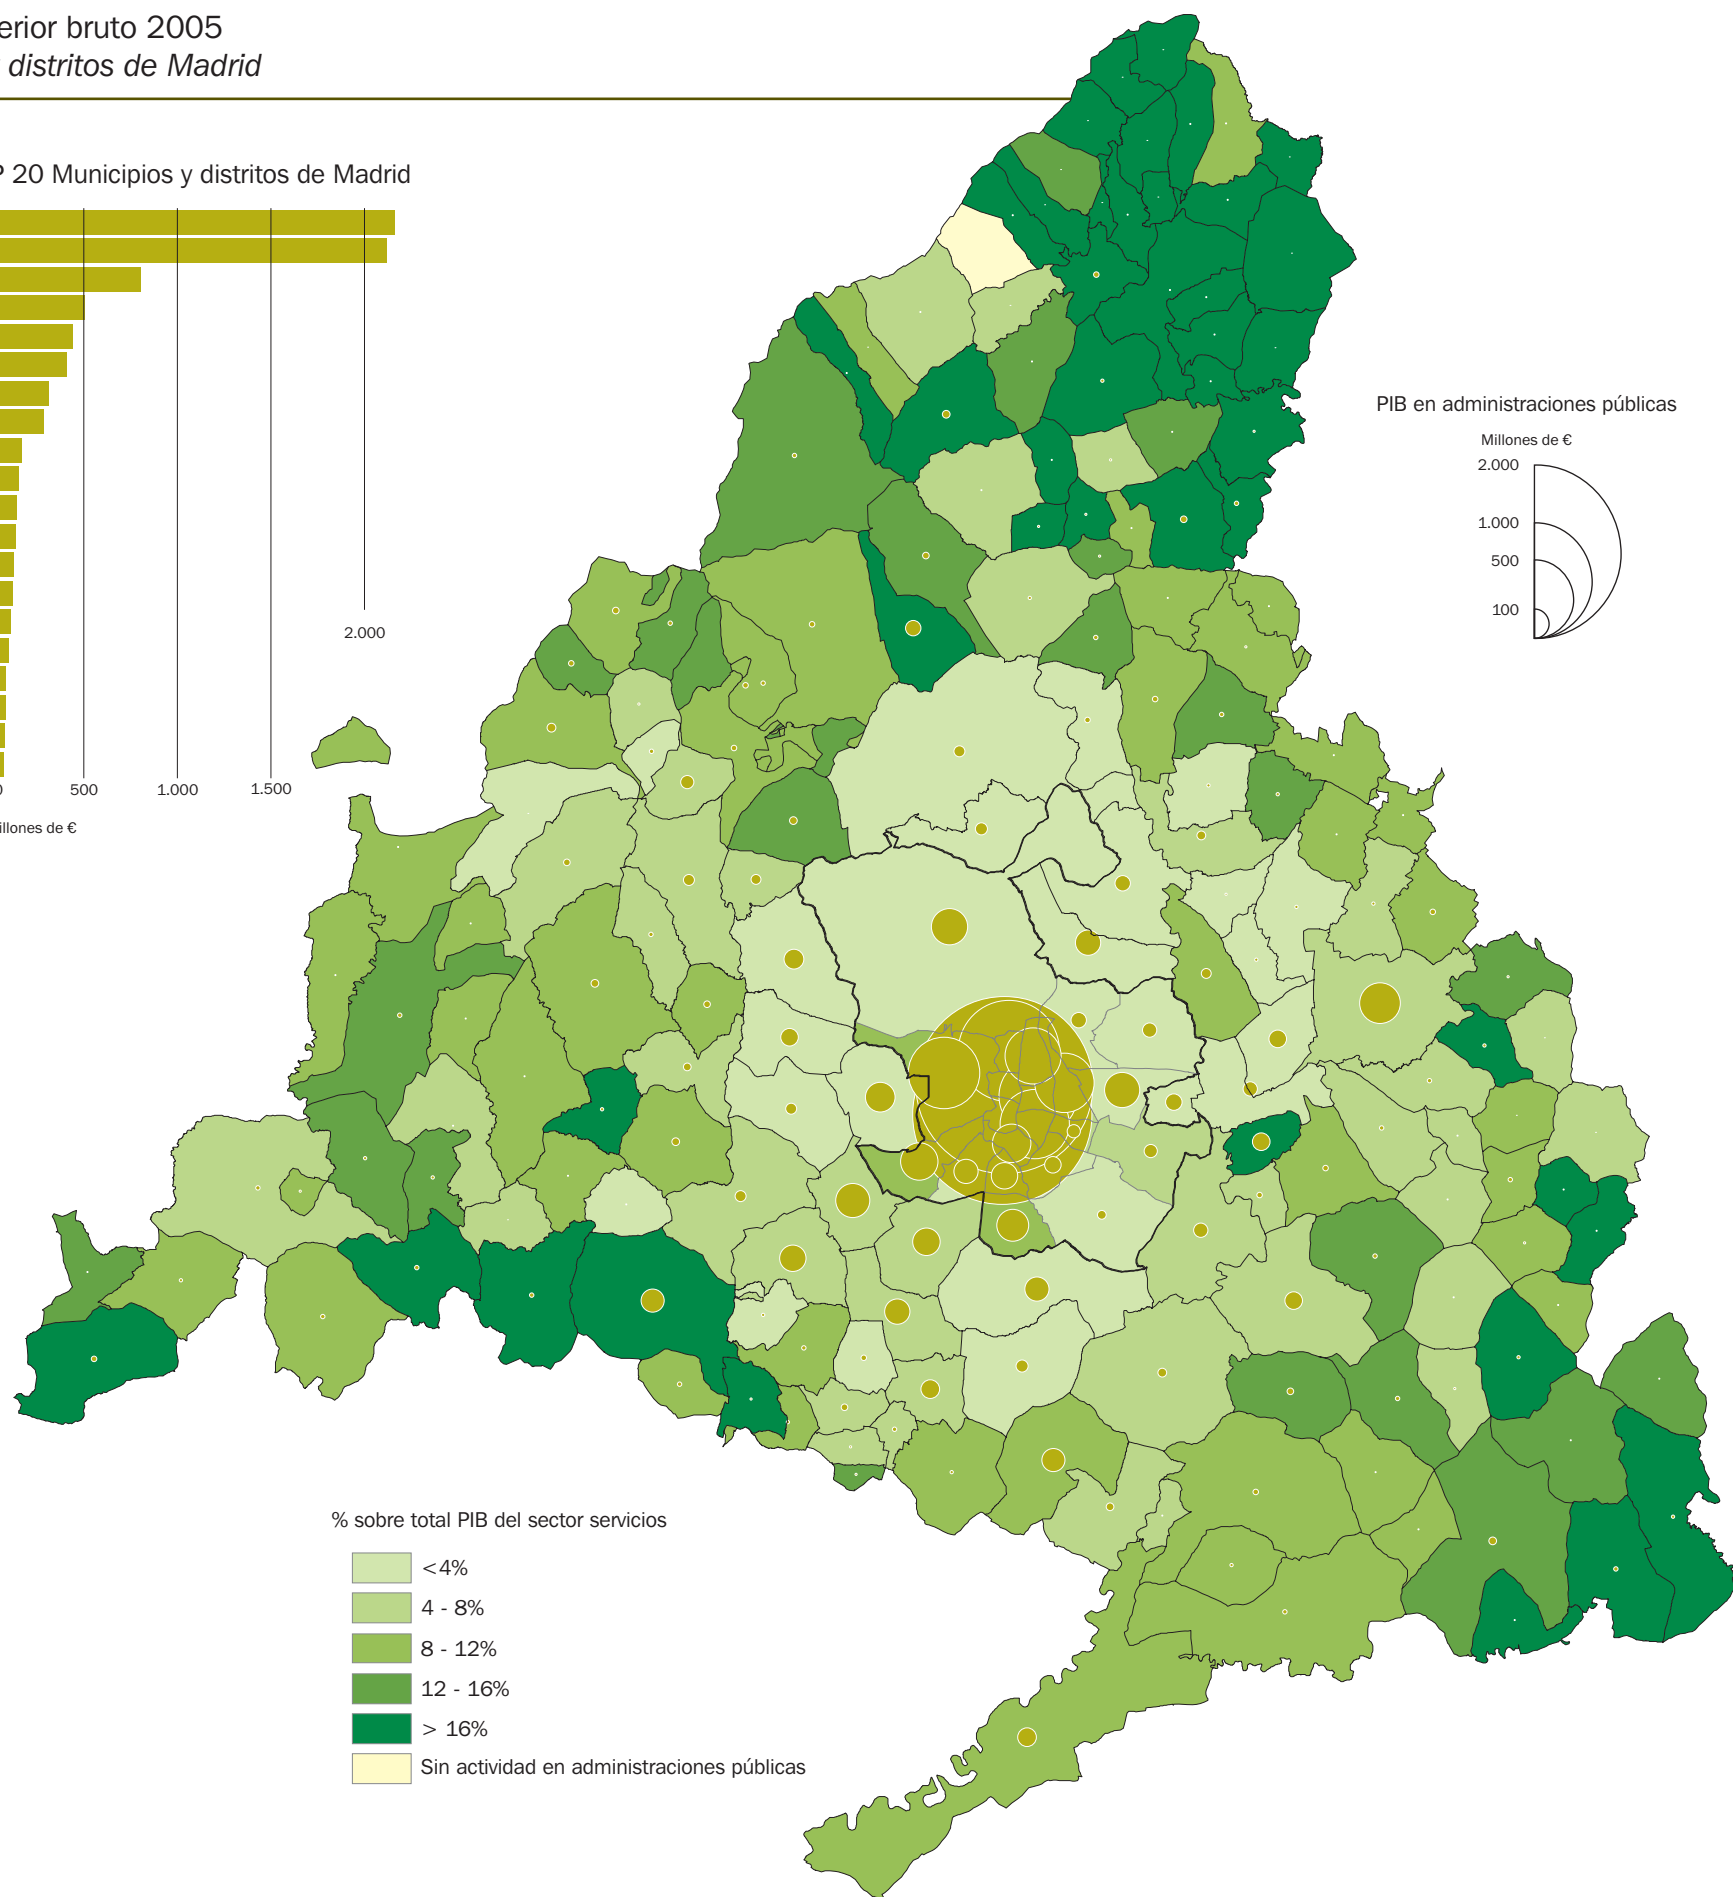 erior bruto 2005
distritos de Madrid
20 Municipios y distritos de Madrid
2.000
500
1.000
1.500
illones de €
PIB en administraciones públicas
Millones de €
2.000
1.000
500
100
% sobre total PIB del sector servicios
<4%
4 - 8%
8 - 12%
12 - 16%
> 16%
Sin actividad en administraciones públicas